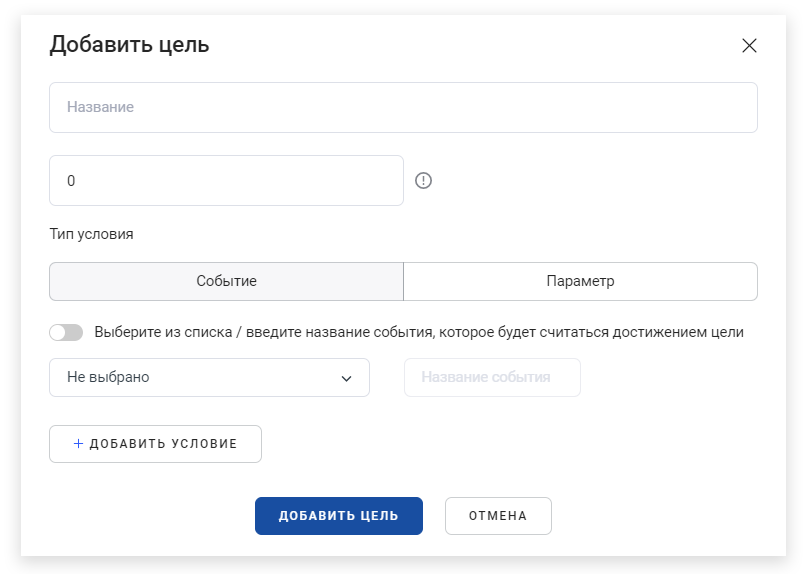 Добавить цель
Название
0
Тип условия
Событие
Параметр
Выберите из списка / введите название события, которое будет считаться достижением цели
Не выбрано
Название события
+ ДОБАВИТЬ УСЛОВИЕ
ДОБАВИТЬ ЦЕЛЬ
ОТМЕНА